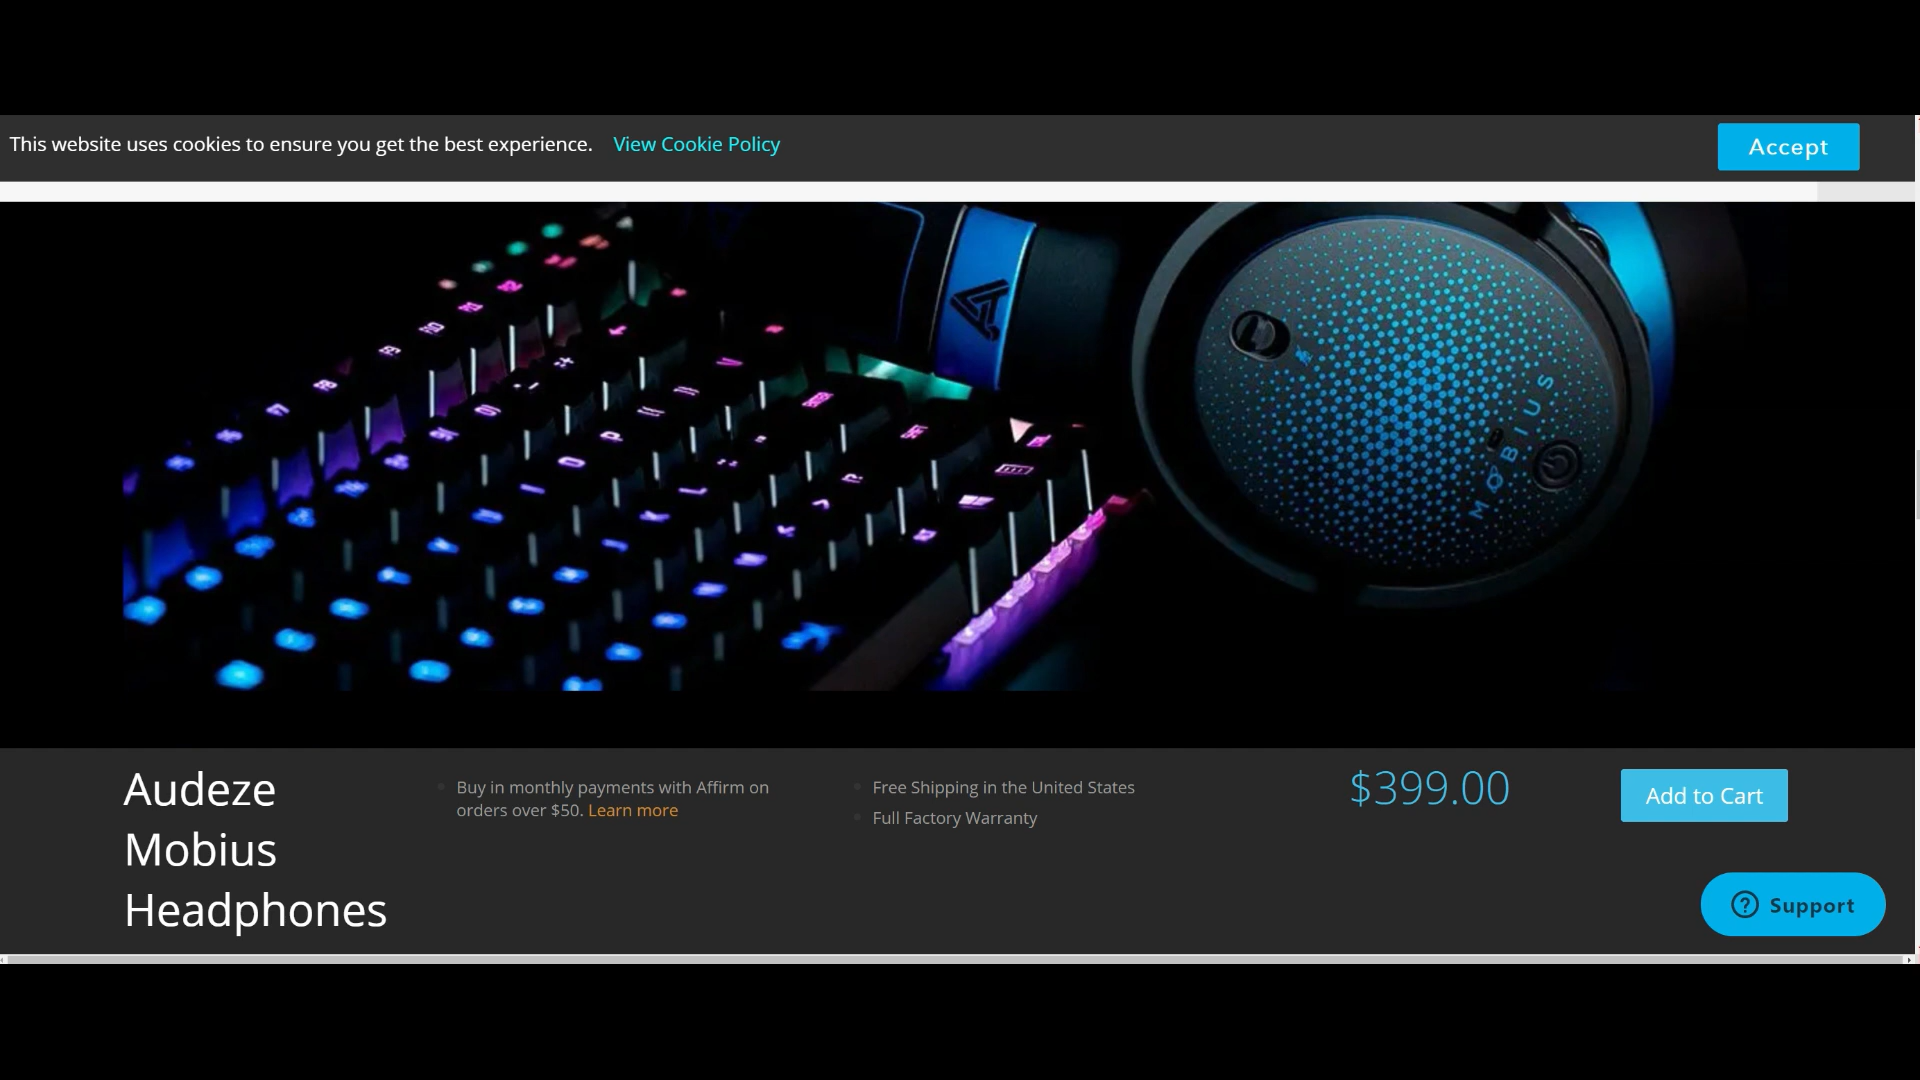 This website uses cookies to ensure you get the best experience. View Cookie Policy
Accept
MOBIUS
Audeze
Mobius
Headphones
Buy in monthly payments with Affirm on
orders over $50. Learn more
Free Shipping in the United States
Full Factory Warranty
$399.00
Add to Cart
Support